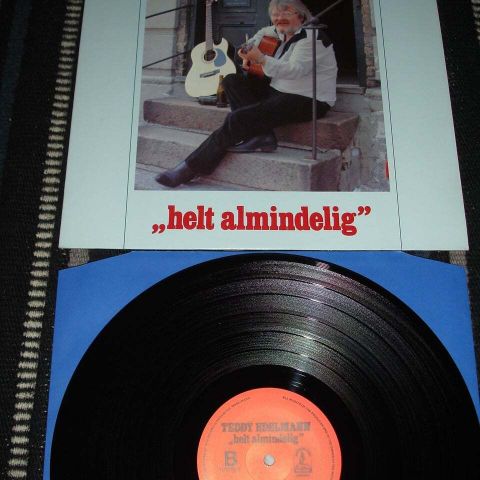 „helt almindelig”
TEDDY EDELMANN
„helt almindelig”
B